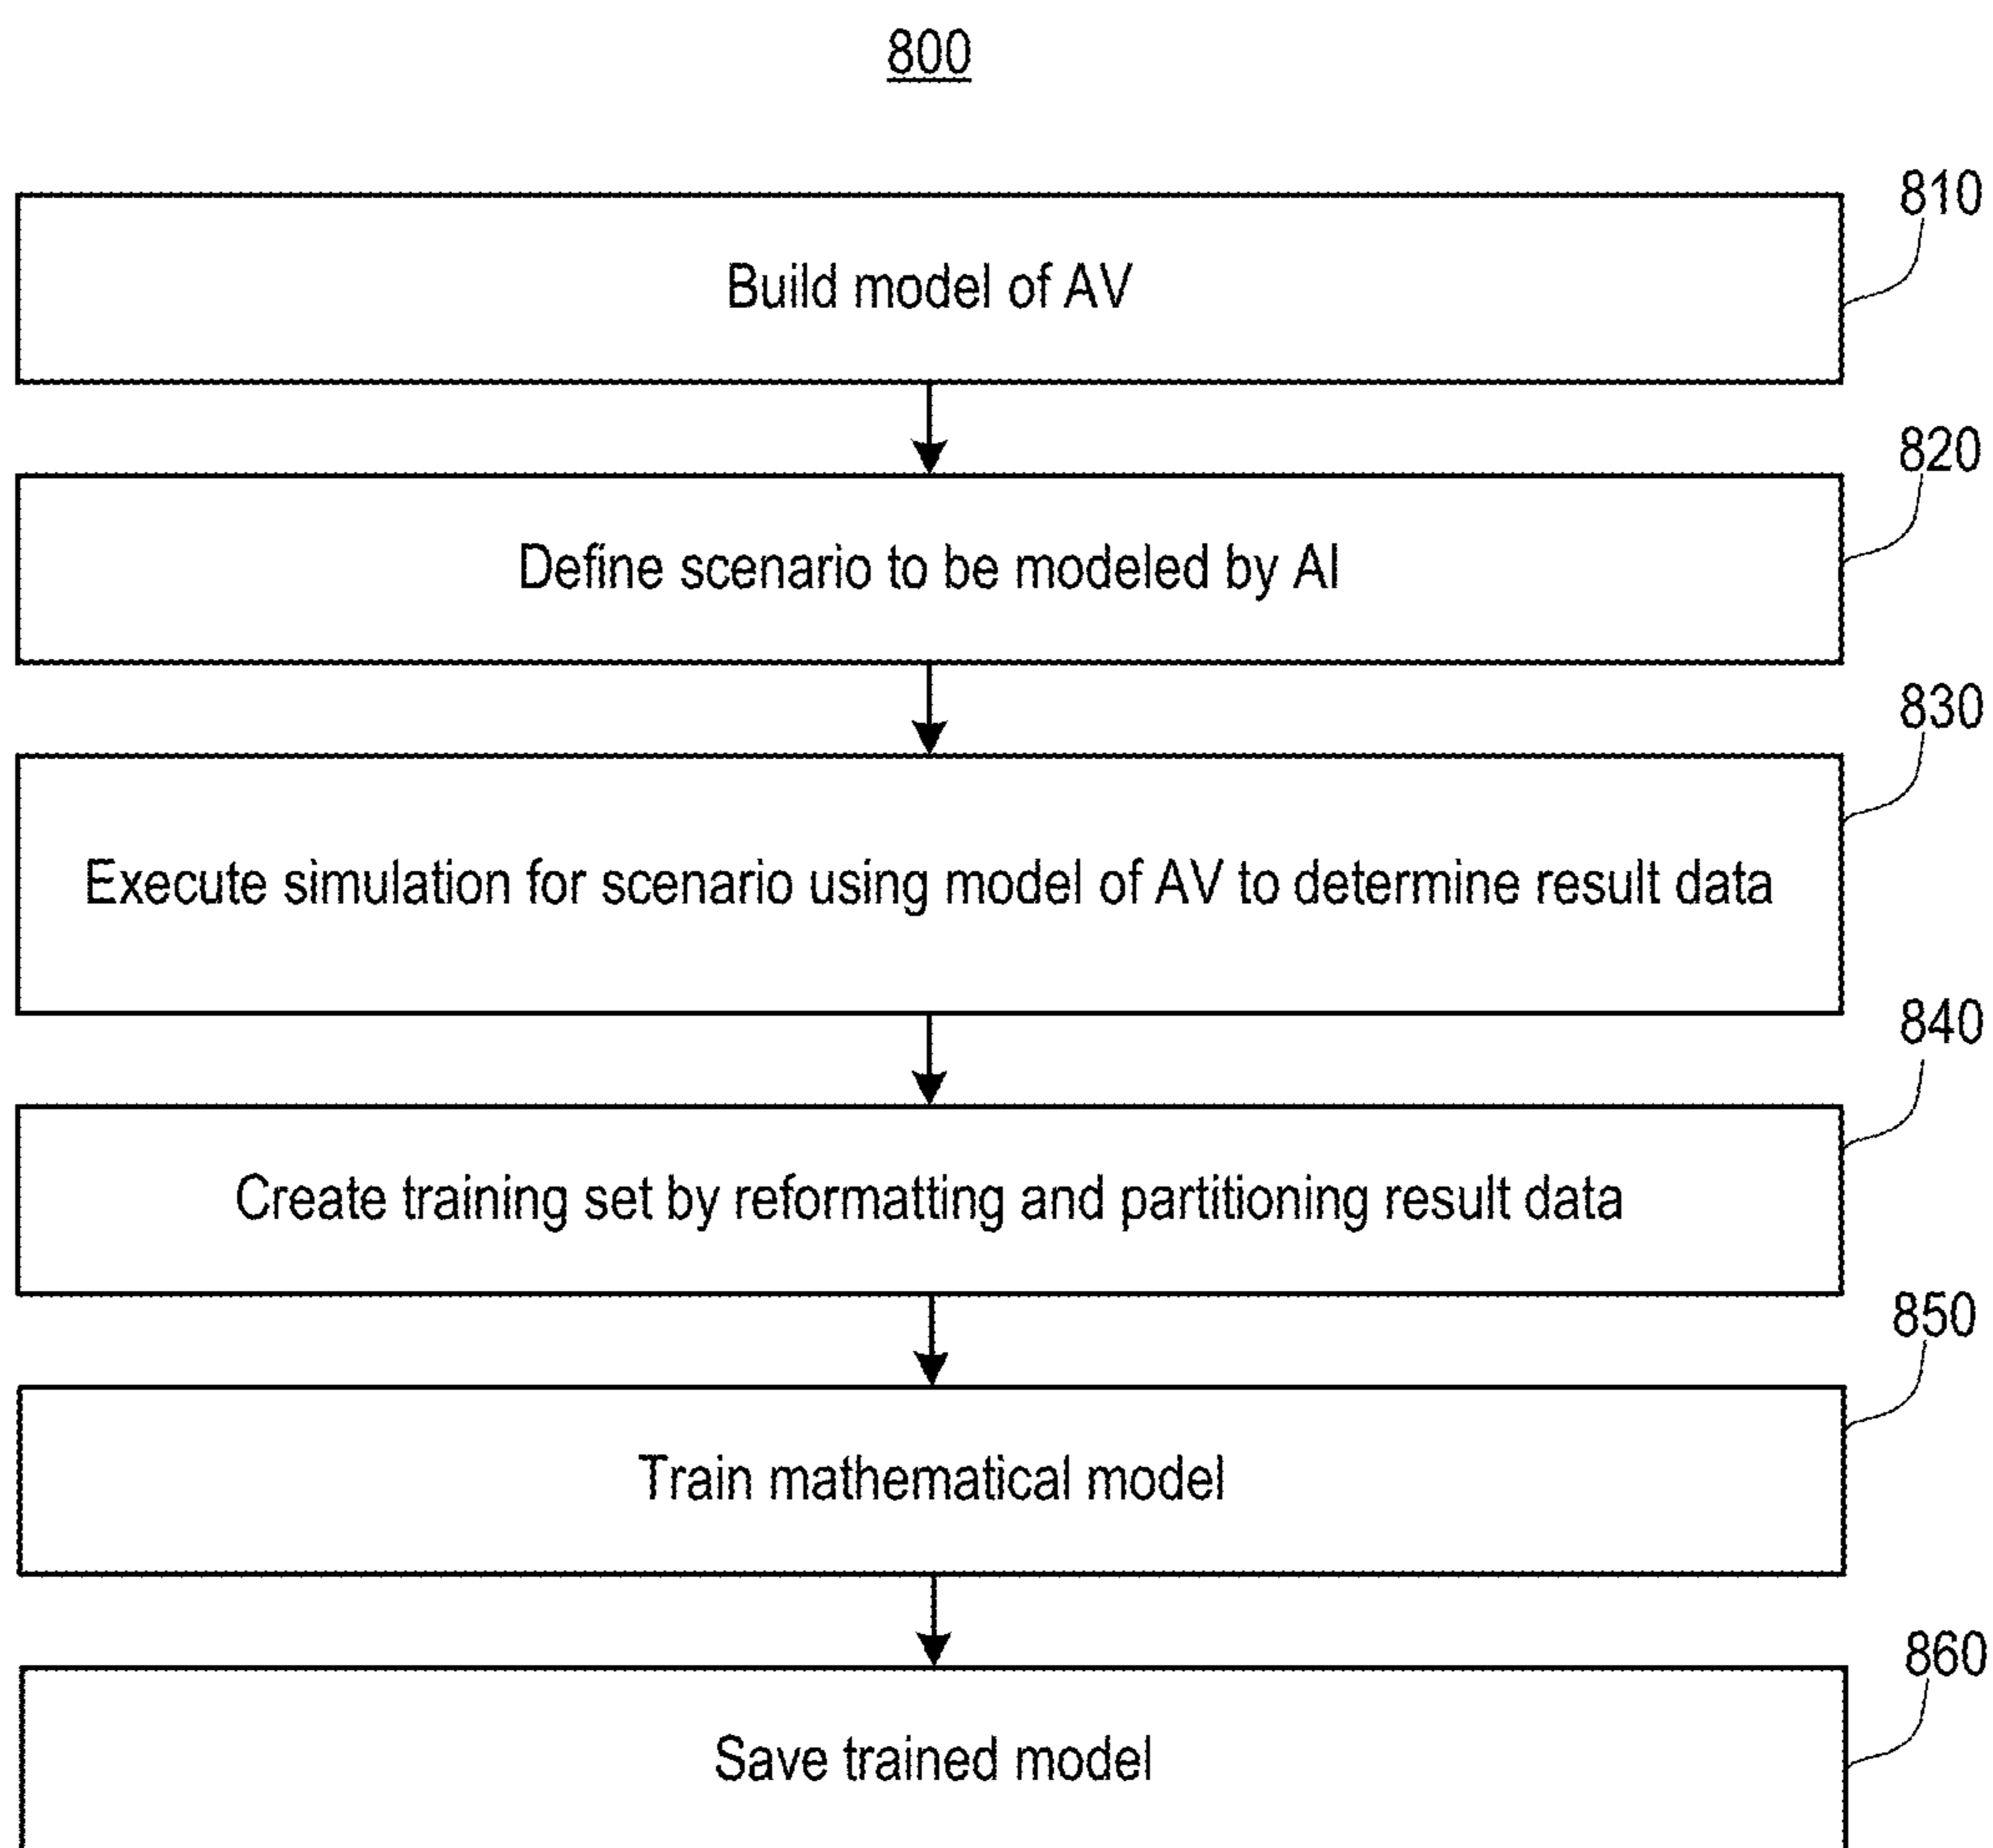 800
810
Build model of AV
820
Define scenario to be modeled by AI
830
Execute simulation for scenario using model of AV to determine result data
840
Create training set by reformatting and partitioning result data
850
Train mathematical model
860
Save trained model